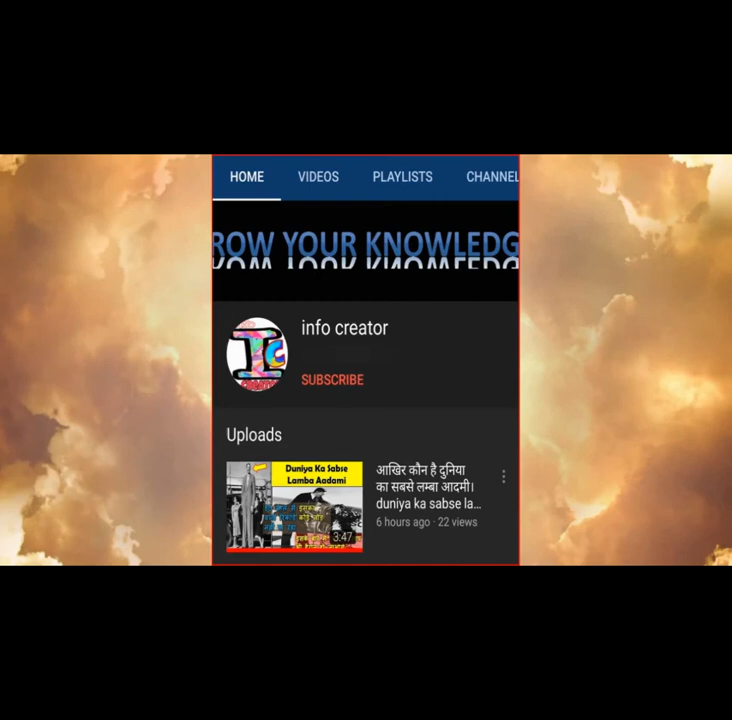 HOME VIDEOS PLAYLISTS CHANNEL
ROW YOUR KNOWLEDG
info creator
SUBSCRIBE
Uploads
Duniya Ka Sabse
Lamba Aadami
3:47
आखिर कौन है दुनिया
का सबसे लम्बा आदमी।
duniya ka sabse la...
6 hours ago · 22 views